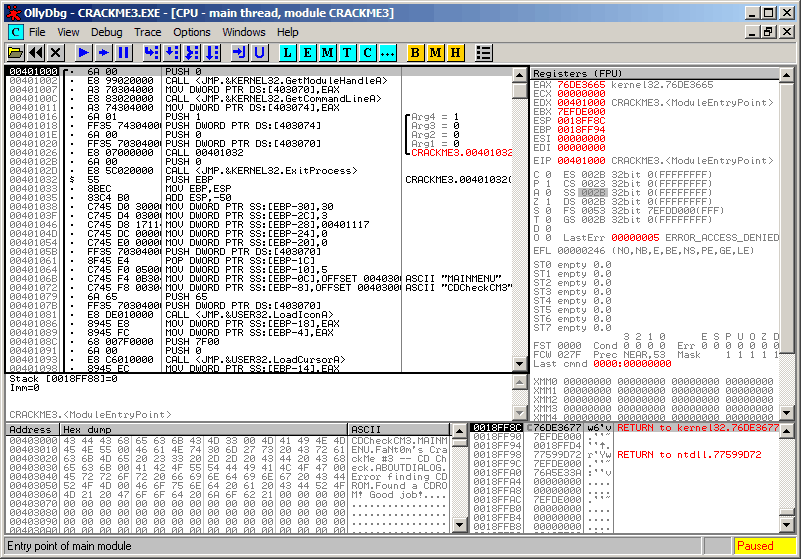 OllyDbg - CRACKME3.EXE - [CPU - main thread, module CRACKME3]
C File View Debug Trace Options Windows Help
L E M T C ... B M H
00401000 6A 00 PUSH 0
00401002 E8 99020000 CALL <JMP.&KERNEL32.GetModuleHandleA>
00401007 A3 70304000 MOV DWORD PTR DS:[403070],EAX
0040100C E8 83020000 CALL <JMP.&KERNEL32.GetCommandLineA>
00401011 A3 74304000 MOV DWORD PTR DS:[403074],EAX
00401016 6A 01 PUSH 1 Arg4 = 1
00401018 FF35 74304000 PUSH DWORD PTR DS:[403074] Arg3 = 0
0040101E 6A 00 PUSH 0 Arg2 = 0
00401020 FF35 70304000 PUSH DWORD PTR DS:[403070] Arg1 = 0
00401026 E8 07000000 CALL 00401032 CRACKME3.00401032
0040102B 6A 00 PUSH 0
0040102D E8 5C020000 CALL <JMP.&KERNEL32.ExitProcess>
00401032 $ 55 PUSH EBP CRACKME3.00401032(
00401033 8BEC MOV EBP,ESP
00401035 83C4 B0 ADD ESP,-50
00401038 C745 D0 3000 MOV DWORD PTR SS:[EBP-30],30
0040103F C745 D4 0300 MOV DWORD PTR SS:[EBP-2C],3
00401046 C745 D8 1711 MOV DWORD PTR SS:[EBP-28],00401117
0040104D C745 DC 0000 MOV DWORD PTR SS:[EBP-24],0
00401054 C745 E0 0000 MOV DWORD PTR SS:[EBP-20],0
0040105B FF35 70304000 PUSH DWORD PTR DS:[403070]
00401061 8F45 E4 POP DWORD PTR SS:[EBP-1C]
00401064 C745 F0 0500 MOV DWORD PTR SS:[EBP-10],5
0040106B C745 F4 0B30 MOV DWORD PTR SS:[EBP-0C],OFFSET 004030 ASCII "MAINMENU"
00401072 C745 F8 0030 MOV DWORD PTR SS:[EBP-8],OFFSET 0040300 ASCII "CDCheckCM3"
00401079 6A 65 PUSH 65
0040107B FF35 70304000 PUSH DWORD PTR DS:[403070]
00401081 E8 DE010000 CALL <JMP.&USER32.LoadIconA>
00401086 8945 E8 MOV DWORD PTR SS:[EBP-18],EAX
00401089 8945 FC MOV DWORD PTR SS:[EBP-4],EAX
0040108C 68 007F0000 PUSH 7F00
00401091 6A 00 PUSH 0
00401093 E8 C6010000 CALL <JMP.&USER32.LoadCursorA>
00401098 8945 EC MOV DWORD PTR SS:[EBP-14],EAX
Stack [0018FF88]=0
Imm=0
CRACKME3.<ModuleEntryPoint>
Registers (FPU)
EAX 76DE3665 kernel32.76DE3665
ECX 00000000
EDX 00401000 CRACKME3.<ModuleEntryPoint>
EBX 7EFDE000
ESP 0018FF8C
EBP 0018FF94
ESI 00000000
EDI 00000000
EIP 00401000 CRACKME3.<ModuleEntryPoint>
C 0 ES 002B 32bit 0(FFFFFFFF)
P 1 CS 0023 32bit 0(FFFFFFFF)
A 0 SS 002B 32bit 0(FFFFFFFF)
Z 1 DS 002B 32bit 0(FFFFFFFF)
S 0 FS 0053 32bit 7EFDD000(FFF)
T 0 GS 002B 32bit 0(FFFFFFFF)
D 0
O 0 LastErr 00000005 ERROR_ACCESS_DENIED
EFL 00000246 (NO,NB,E,BE,NS,PE,GE,LE)
ST0 empty 0.0
ST1 empty 0.0
ST2 empty 0.0
ST3 empty 0.0
ST4 empty 0.0
ST5 empty 0.0
ST6 empty 0.0
ST7 empty 0.0
3 2 1 0 E S P U O Z D
FST 0000 Cond 0 0 0 0 Err 0 0 0 0 0 0 0
FCW 027F Prec NEAR,53 Mask 1 1 1 1 1
Last cmnd 0000:00000000
XMM0 00000000 00000000 00000000 00000000
XMM1 00000000 00000000 00000000 00000000
XMM2 00000000 00000000 00000000 00000000
XMM3 00000000 00000000 00000000 00000000
XMM4 00000000 00000000 00000000 00000000
Address Hex dump ASCII
00403000 43 44 43 68 65 63 6B 43 4D 33 00 4D 41 49 4E 4D CDCheckCM3.MAINM
00403010 45 4E 55 00 46 61 4E 74 30 6D 27 73 20 43 72 61 ENU.FaNt0m's Cra
00403020 63 6B 4D 65 20 23 33 20 2D 2D 20 43 44 20 43 68 ckMe #3 -- CD Ch
00403030 65 63 6B 00 41 42 4F 55 54 44 49 41 4C 4F 47 00 eck.ABOUTDIALOG.
00403040 45 72 72 6F 72 20 66 69 6E 64 69 6E 67 20 43 44 Error finding CD
00403050 52 4F 4D 00 46 6F 75 6E 64 20 61 20 43 44 52 4F ROM.Found a CDRO
00403060 4D 21 20 47 6F 6F 64 20 6A 6F 62 21 00 00 00 00 M! Good job!....
00403070 00 00 00 00 00 00 00 00 00 00 00 00 00 00 00 00 ................
00403080 00 00 00 00 00 00 00 00 00 00 00 00 00 00 00 00 ................
00403090 00 00 00 00 00 00 00 00 00 00 00 00 00 00 00 00 ................
0018FF8C 76DE3677 w6 v RETURN to kernel32.76DE3677
0018FF90 7EFDE000
0018FF94 0018FFD4
0018FF98 77599D72 RETURN to ntdll.77599D72
0018FF9C 7EFDE000
0018FFA0 76AE533A
0018FFA4 00000000 ....
0018FFA8 00000000 ....
0018FFAC 7EFDE000
0018FFB0 00000000 ....
0018FFB4 00000000 ....
0018FFB8 00000000 ....
Entry point of main module
Paused